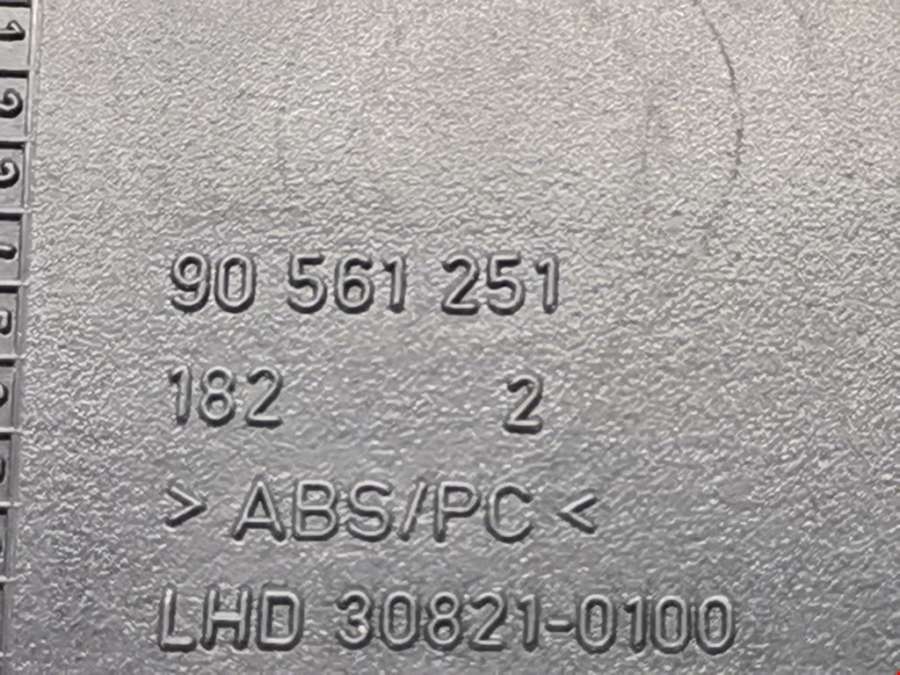 90 561 251
182 2
> ABS/PC <
LHD 30821-0100